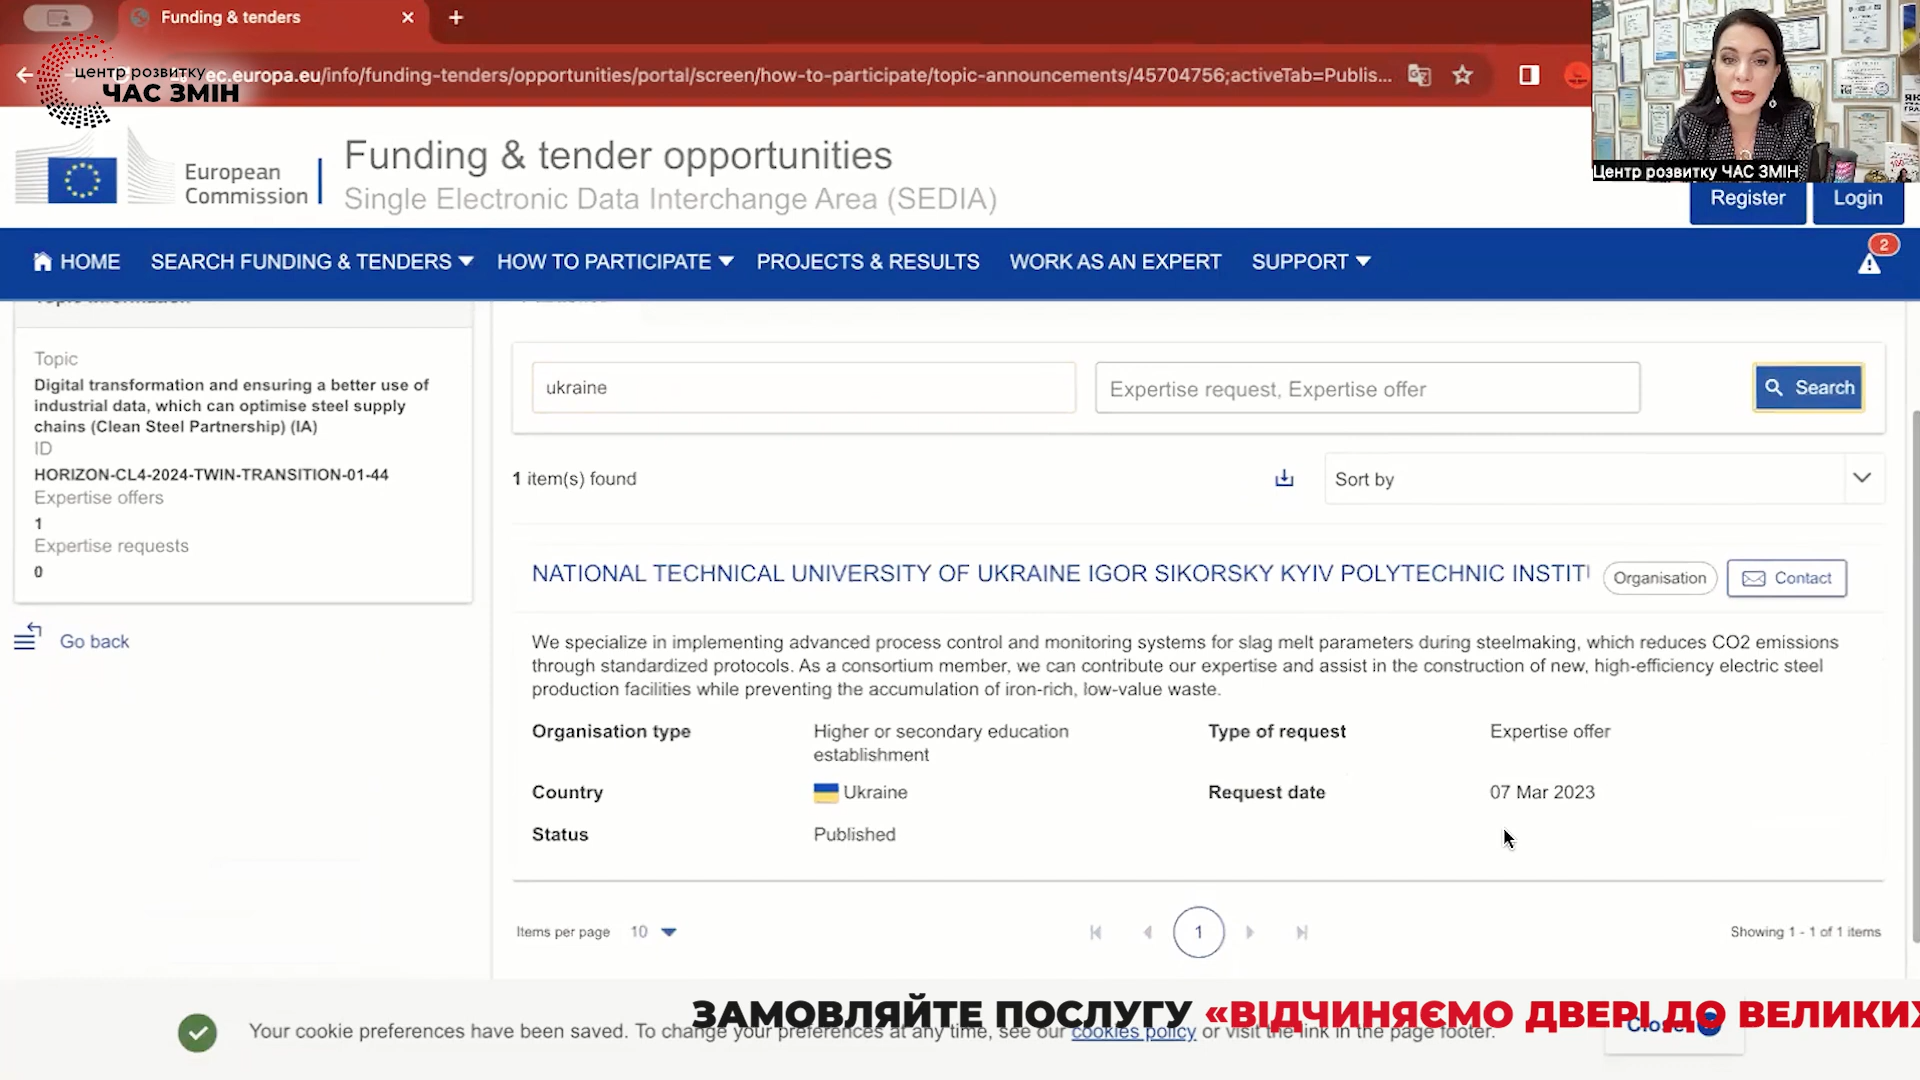 Funding & tenders
центр розвитку
ЧАС ЗМІН
ec.europa.eu/info/funding-tenders/opportunities/portal/screen/how-to-participate/topic-announcements/45704756;activeTab=Publis...
European
Commission
Funding & tender opportunities
Single Electronic Data Interchange Area (SEDIA)
Центр розвитку ЧАС ЗМІН
Register
Login
HOME
SEARCH FUNDING & TENDERS
HOW TO PARTICIPATE
PROJECTS & RESULTS
WORK AS AN EXPERT
SUPPORT
2
Topic
Digital transformation and ensuring a better use of
industrial data, which can optimise steel supply
chains (Clean Steel Partnership) (IA)
ID
HORIZON-CL4-2024-TWIN-TRANSITION-01-44
Expertise offers
1
Expertise requests
0
Go back
ukraine
Expertise request, Expertise offer
Search
1 item(s) found
Sort by
NATIONAL TECHNICAL UNIVERSITY OF UKRAINE IGOR SIKORSKY KYIV POLYTECHNIC INSTIT
Organisation
Contact
We specialize in implementing advanced process control and monitoring systems for slag melt parameters during steelmaking, which reduces CO2 emissions
through standardized protocols. As a consortium member, we can contribute our expertise and assist in the construction of new, high-efficiency electric steel
production facilities while preventing the accumulation of iron-rich, low-value waste.
Organisation type
Higher or secondary education
establishment
Type of request
Expertise offer
Country
Ukraine
Request date
07 Mar 2023
Status
Published
Items per page 10
1
Showing 1 - 1 of 1 items
ЗАМОВЛЯЙТЕ ПОСЛУГУ «ВІДЧИНЯЄМО ДВЕРІ ДО ВЕЛИКИХ
Your cookie preferences have been saved. To change your preferences at any time, see our cookies policy or visit the link in the page footer.
Close